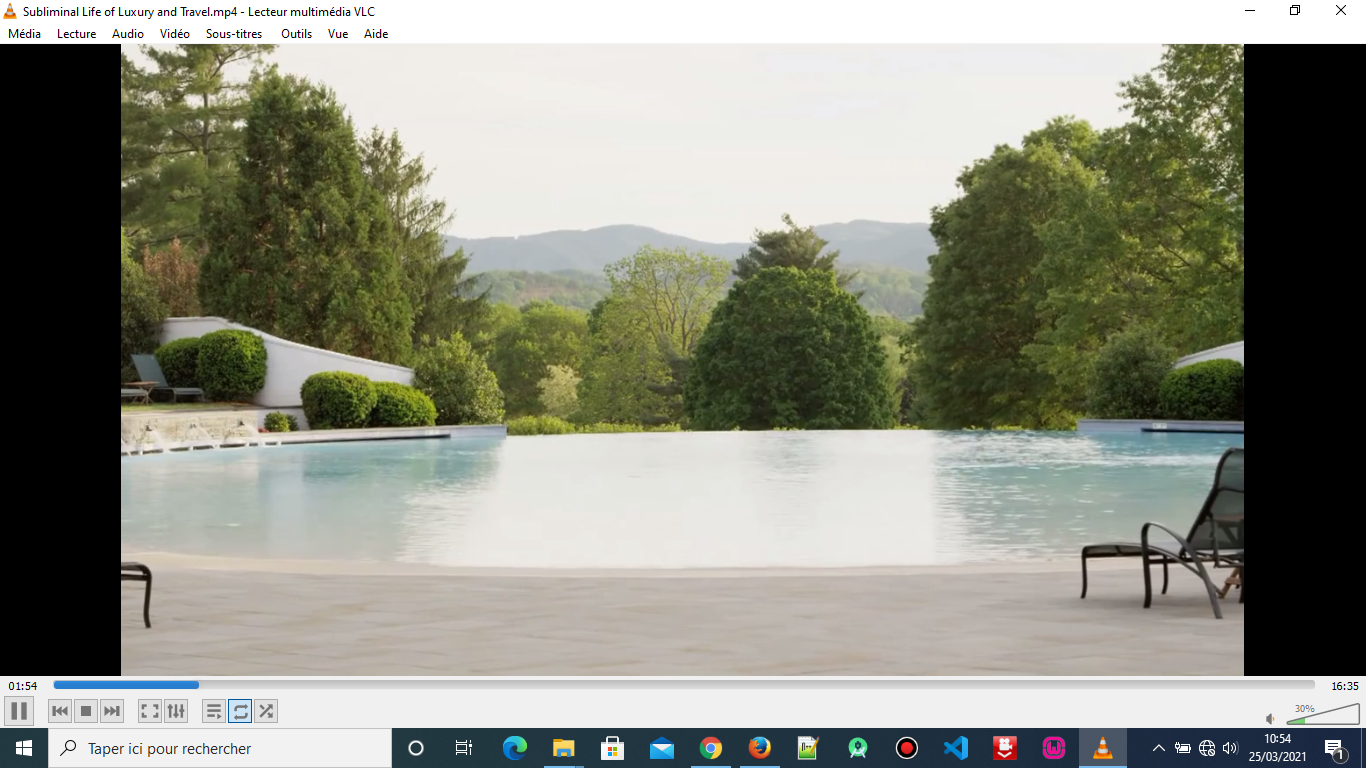 Subliminal Life of Luxury and Travel.mp4 - Lecteur multimédia VLC
Média Lecture Audio Vidéo Sous-titres Outils Vue Aide
01:54 16:35
30%
Taper ici pour rechercher
10:54
25/03/2021
1